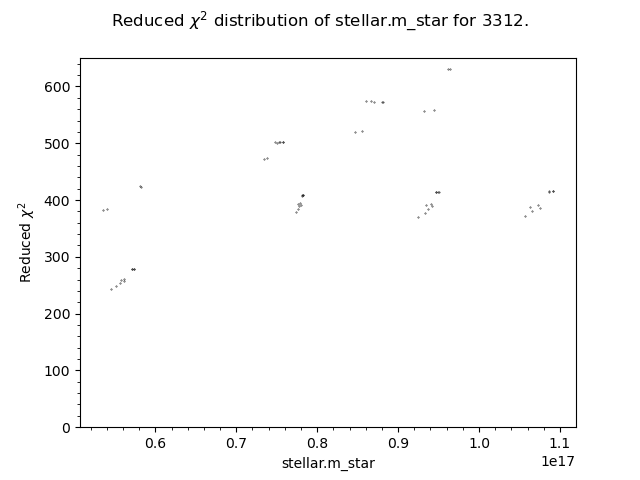 Reduced χ² distribution of stellar.m_star for 3312.
600
500
400
300
200
100
0
Reduced χ²
0.6 0.7 0.8 0.9 1.0 1.1
1e17
stellar.m_star